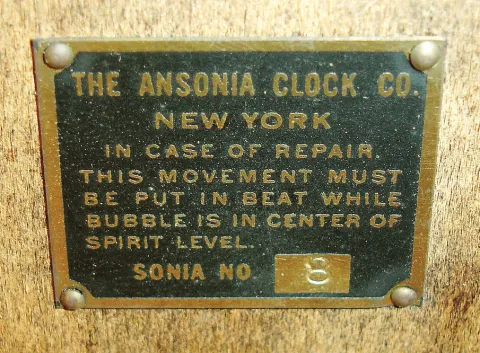 THE ANSONIA CLOCK CO.
NEW YORK
IN CASE OF REPAIR.
THIS MOVEMENT MUST
BE PUT IN BEAT WHILE
BUBBLE IS IN CENTER OF
SPIRIT LEVEL.
SONIA NO. 8